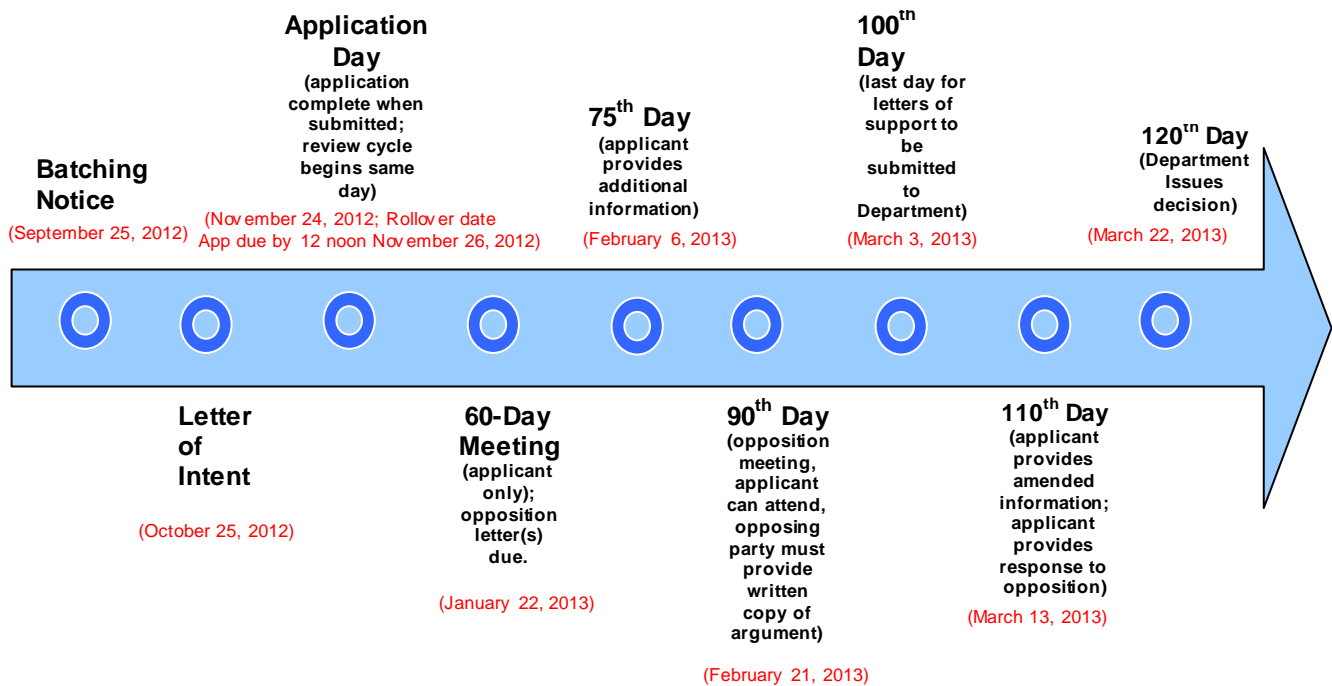 Batching
Notice
(September 25, 2012)
Letter
of
Intent
(October 25, 2012)
Application
Day
(application
complete when
submitted;
review cycle
begins same
day)
(November 24, 2012; Rollover date
App due by 12 noon November 26, 2012)
60-Day
Meeting
(applicant
only);
opposition
letter(s)
due.
(January 22, 2013)
75th Day
(applicant
provides
additional
information)
(February 6, 2013)
90th Day
(opposition
meeting,
applicant
can attend,
opposing
party must
provide
written
copy of
argument)
(February 21, 2013)
100th
Day
(last day for
letters of
support to
be
submitted
to
Department)
(March 3, 2013)
110th Day
(applicant
provides
amended
information;
applicant
provides
response to
opposition)
(March 13, 2013)
120th Day
(Department
Issues
decision)
(March 22, 2013)